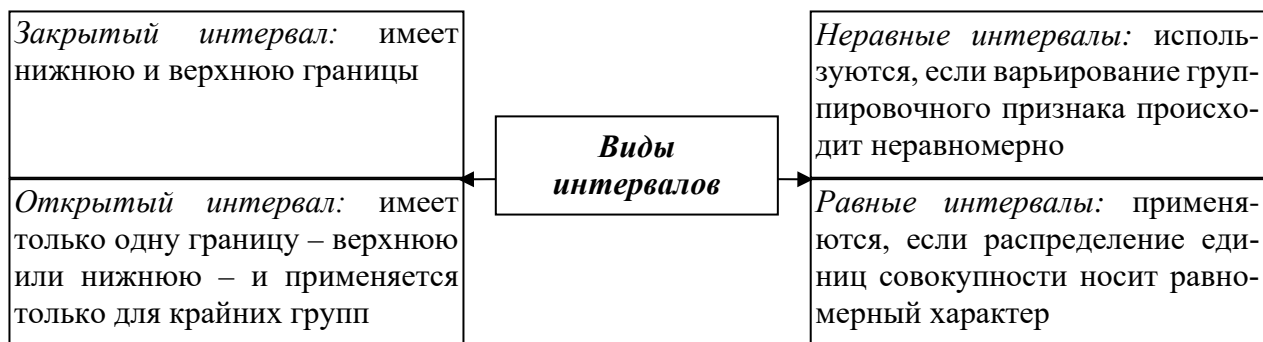 Закрытый интервал: имеет
нижнюю и верхнюю границы
Открытый интервал: имеет
только одну границу – верхнюю
или нижнюю – и применяется
только для крайних групп
Виды
интервалов
Неравные интервалы: исполь-
зуются, если варьирование груп-
пировочного признака происхо-
дит неравномерно
Равные интервалы: применя-
ются, если распределение еди-
ниц совокупности носит равно-
мерный характер